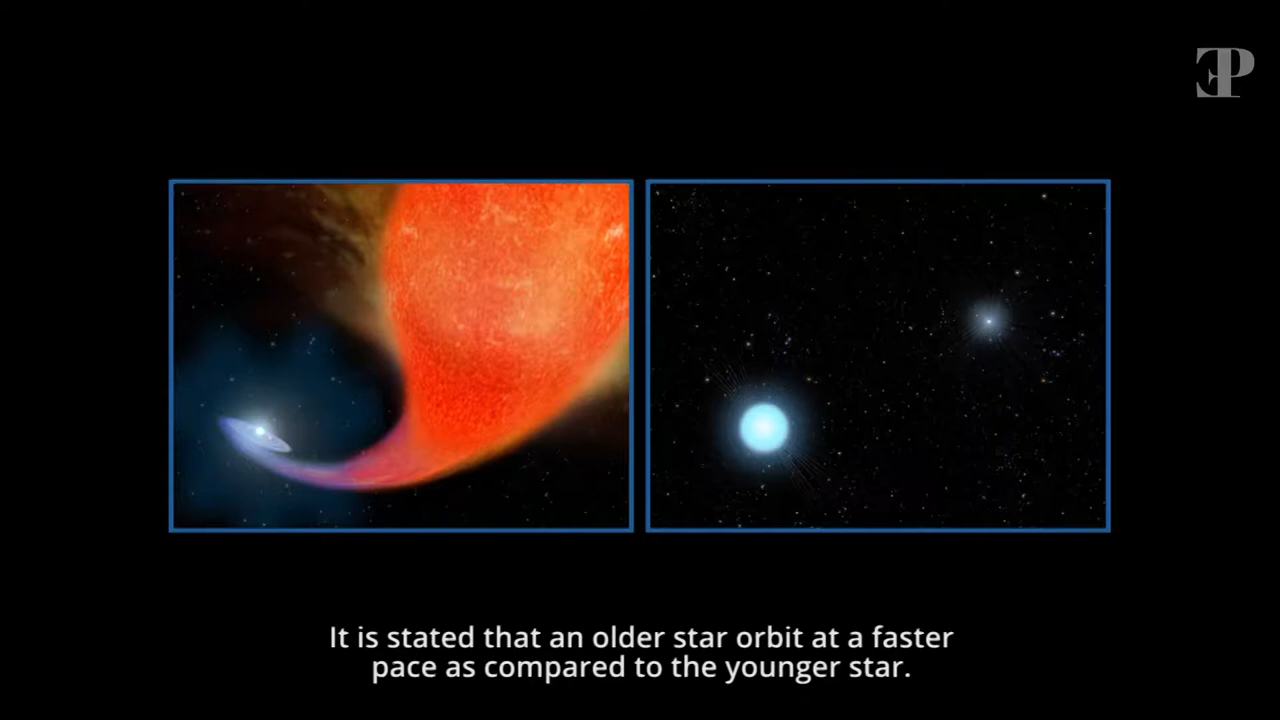 It is stated that an older star orbit at a faster
pace as compared to the younger star.